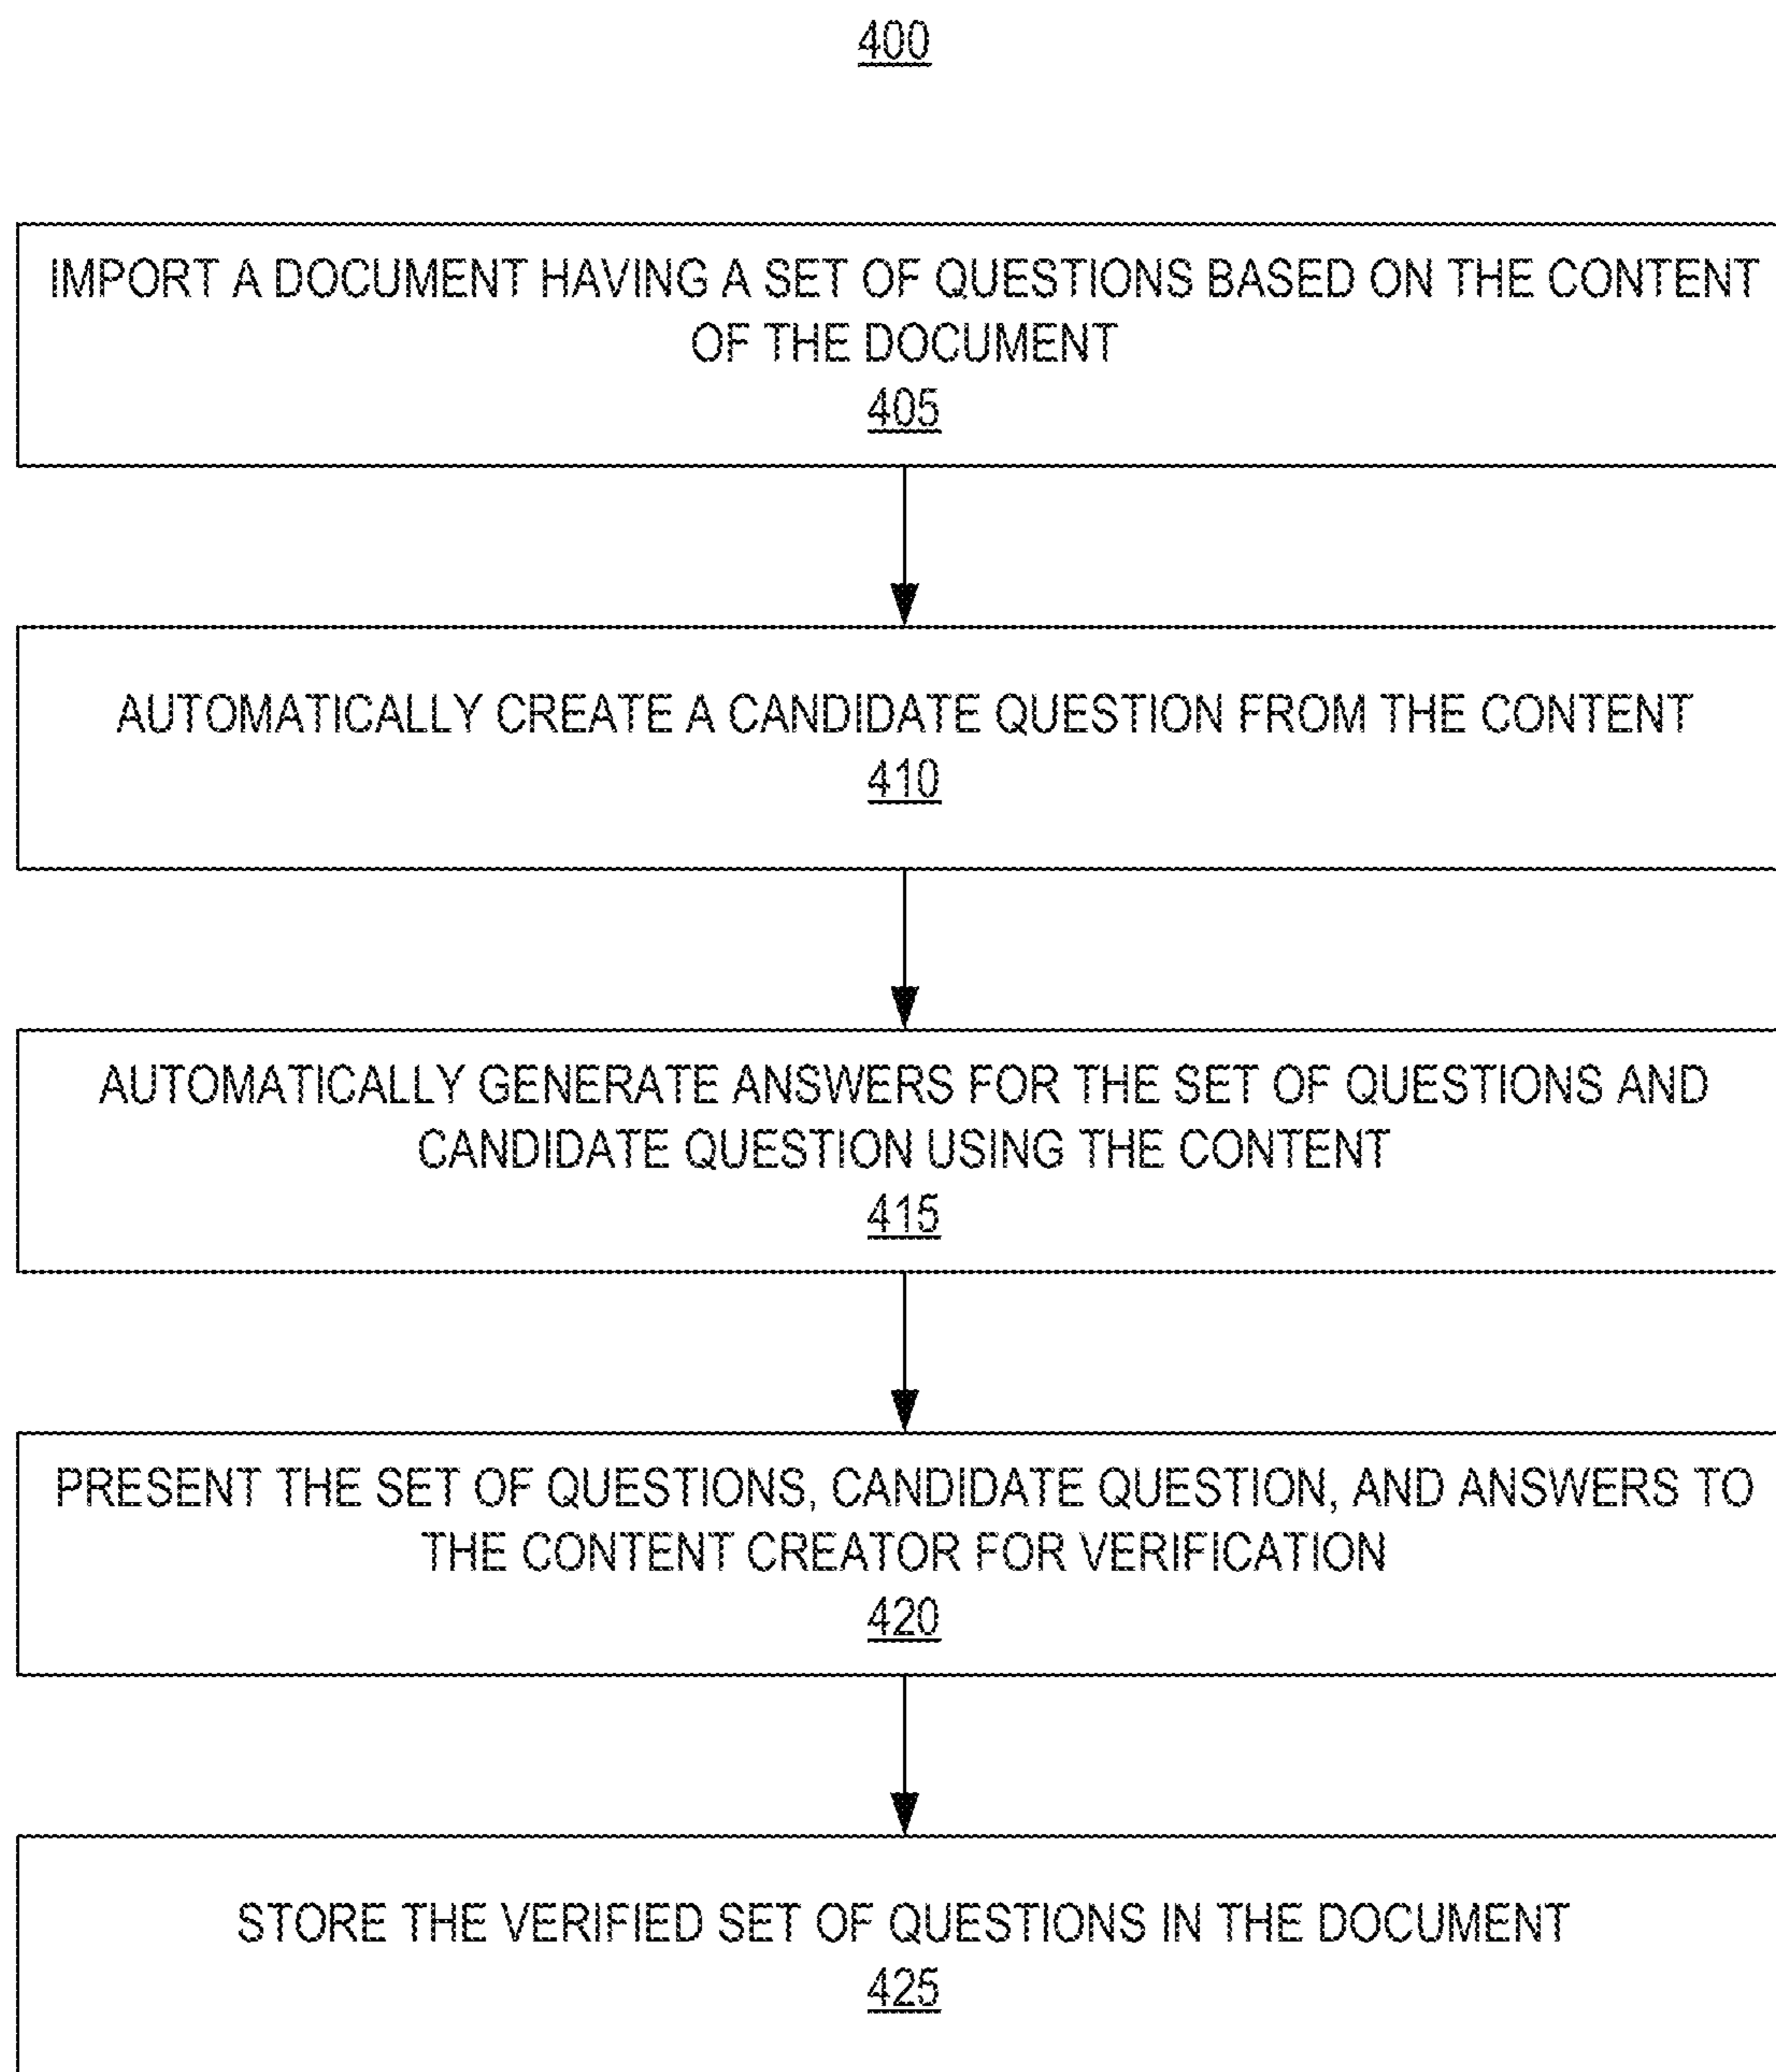 400
IMPORT A DOCUMENT HAVING A SET OF QUESTIONS BASED ON THE CONTENT
OF THE DOCUMENT
405
AUTOMATICALLY CREATE A CANDIDATE QUESTION FROM THE CONTENT
410
AUTOMATICALLY GENERATE ANSWERS FOR THE SET OF QUESTIONS AND
CANDIDATE QUESTION USING THE CONTENT
415
PRESENT THE SET OF QUESTIONS, CANDIDATE QUESTION, AND ANSWERS TO
THE CONTENT CREATOR FOR VERIFICATION
420
STORE THE VERIFIED SET OF QUESTIONS IN THE DOCUMENT
425